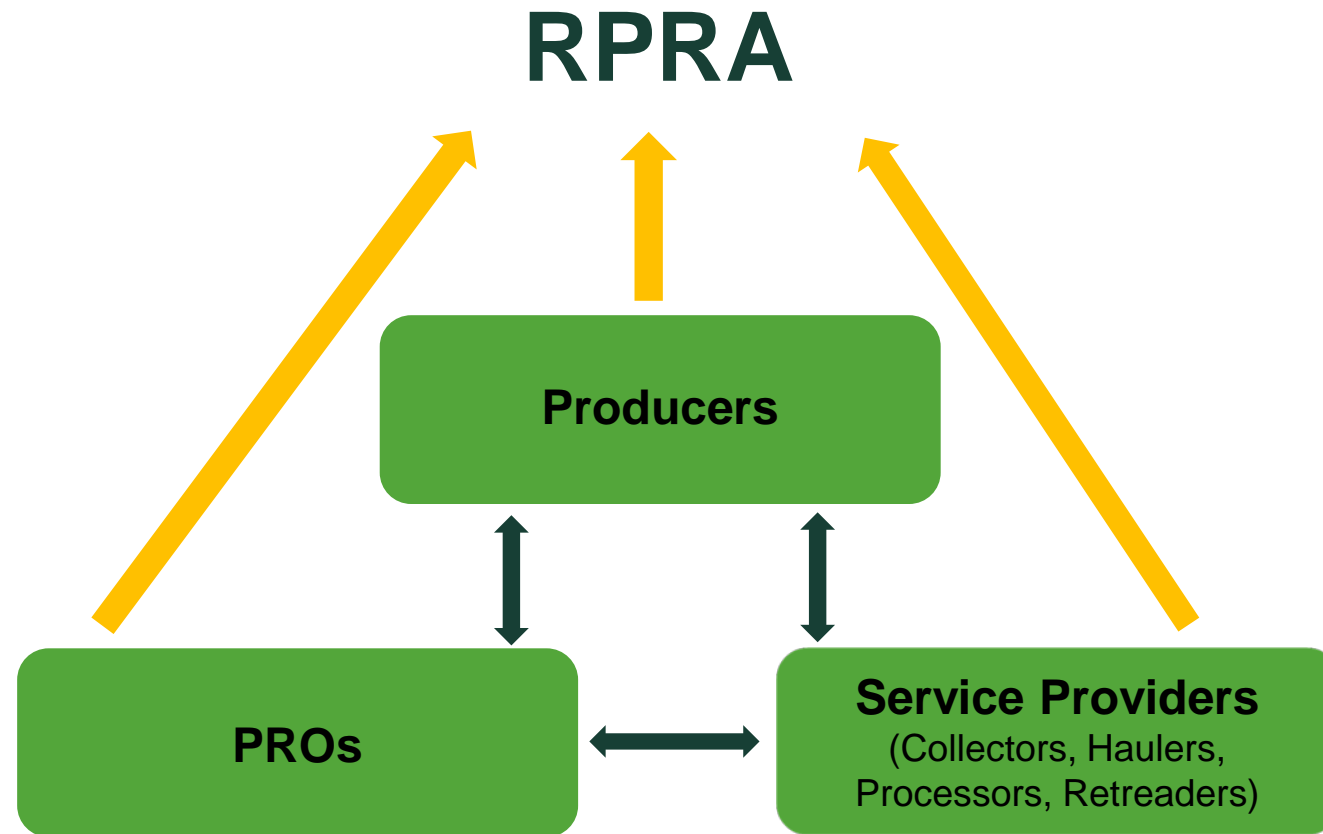 RPRA
Producers
PROs
Service Providers
(Collectors, Haulers,
Processors, Retreaders)